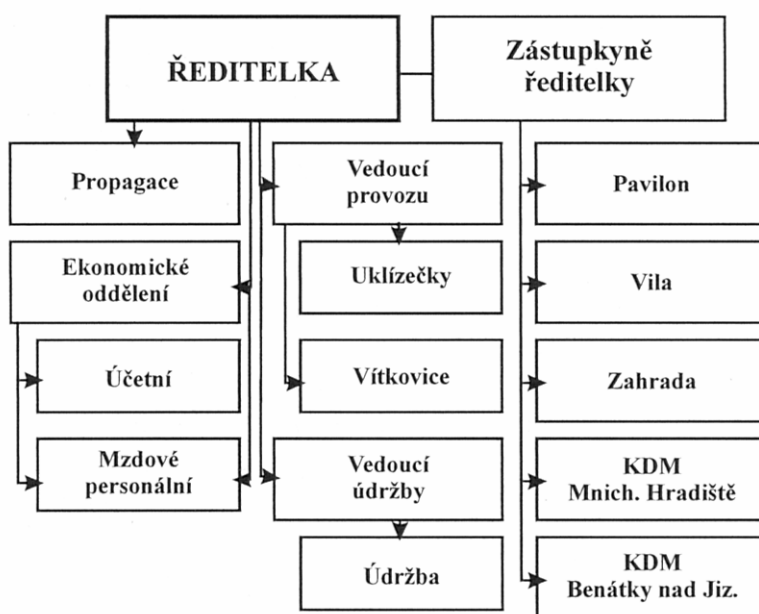 ŘEDITELKA
Zástupkyně
ředitelky
Propagace
Vedoucí
provozu
Pavilon
Ekonomické
oddělení
Uklízečky
Vila
Účetní
Vítkovice
Zahrada
Mzdové
personální
Vedoucí
údržby
KDM
Mnich. Hradiště
Údržba
KDM
Benátky nad Jiz.